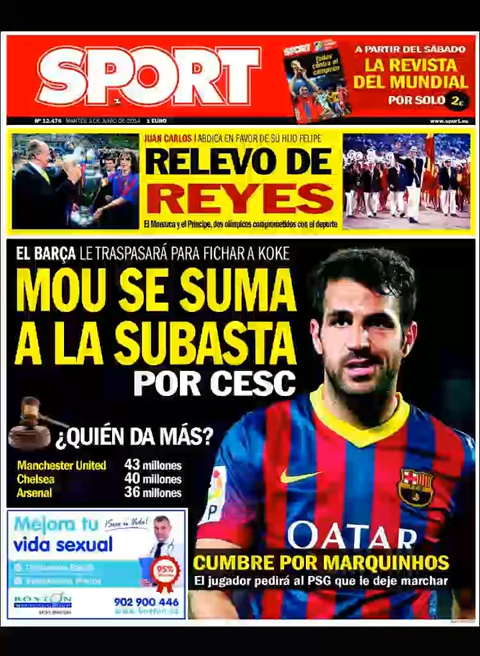 SPORT
SPORT
Todos contra el campeón
A PARTIR DEL SÁBADO
LA REVISTA
DEL MUNDIAL
POR SOLO 2€
Nº 12.476 MARTES 3 DE JUNIO DE 2014 1 EURO
www.sport.es
JUAN CARLOS I ABDICA EN FAVOR DE SU HIJO FELIPE
RELEVO DE
REYES
El Monarca y el Príncipe, dos olímpicos comprometidos con el deporte
EL BARÇA LE TRASPASARÁ PARA FICHAR A KOKE
MOU SE SUMA
A LA SUBASTA
POR CESC
¿QUIÉN DA MÁS?
Manchester United 43 millones
Chelsea 40 millones
Arsenal 36 millones
QATAR
CUMBRE POR MARQUINHOS
El jugador pedirá al PSG que le deje marchar
Mejora tu
vida sexual
95%
BOSTON
902 900 446